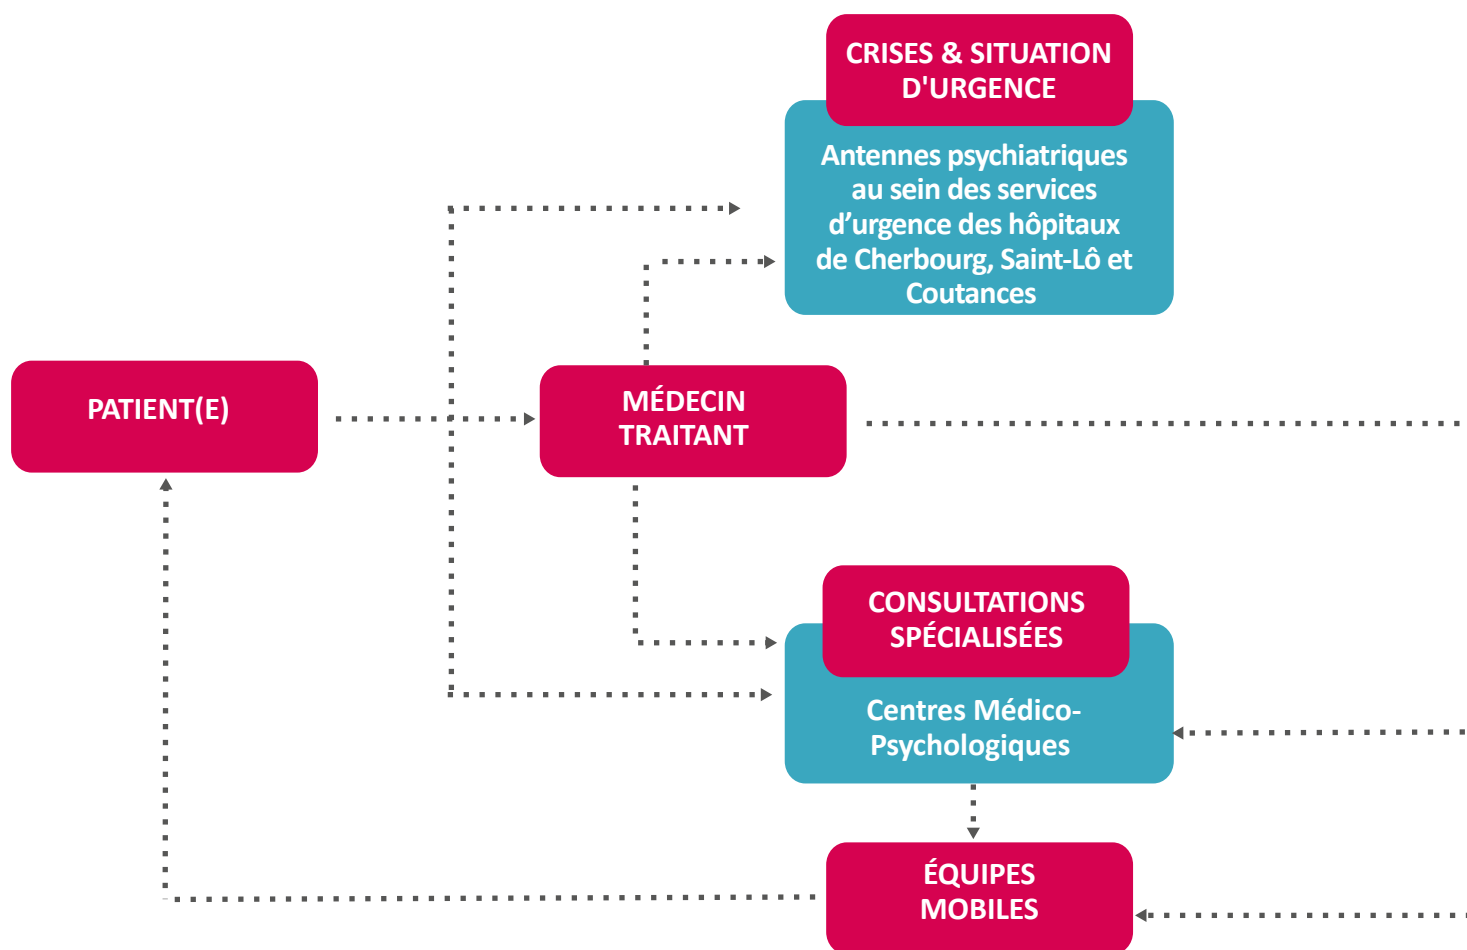 CRISES & SITUATION
D'URGENCE
Antennes psychiatriques
au sein des services
d’urgence des hôpitaux
de Cherbourg, Saint-Lô et
Coutances
PATIENT(E)
MÉDECIN
TRAITANT
CONSULTATIONS
SPÉCIALISÉES
Centres Médico-
Psychologiques
ÉQUIPES
MOBILES